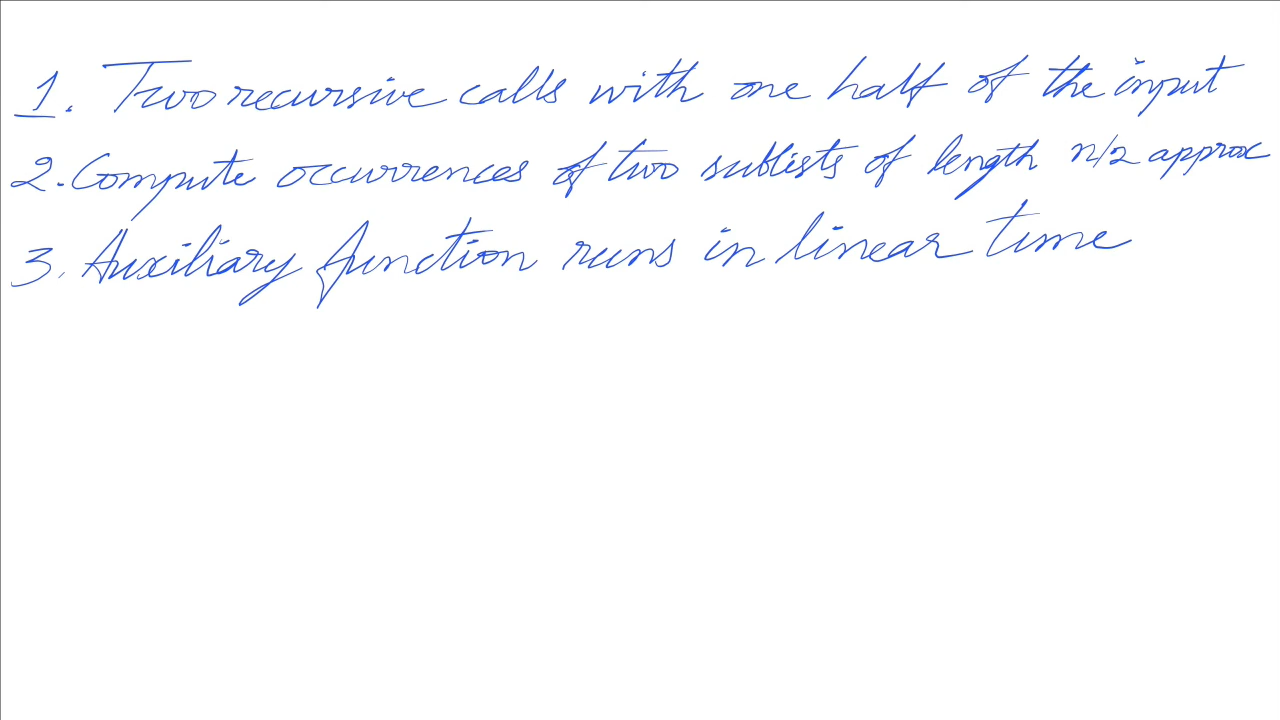 1. Two recursive calls with one half of the input
2. Compute occurrences of two sublists of length n/2 approx
3. Auxiliary function runs in linear time